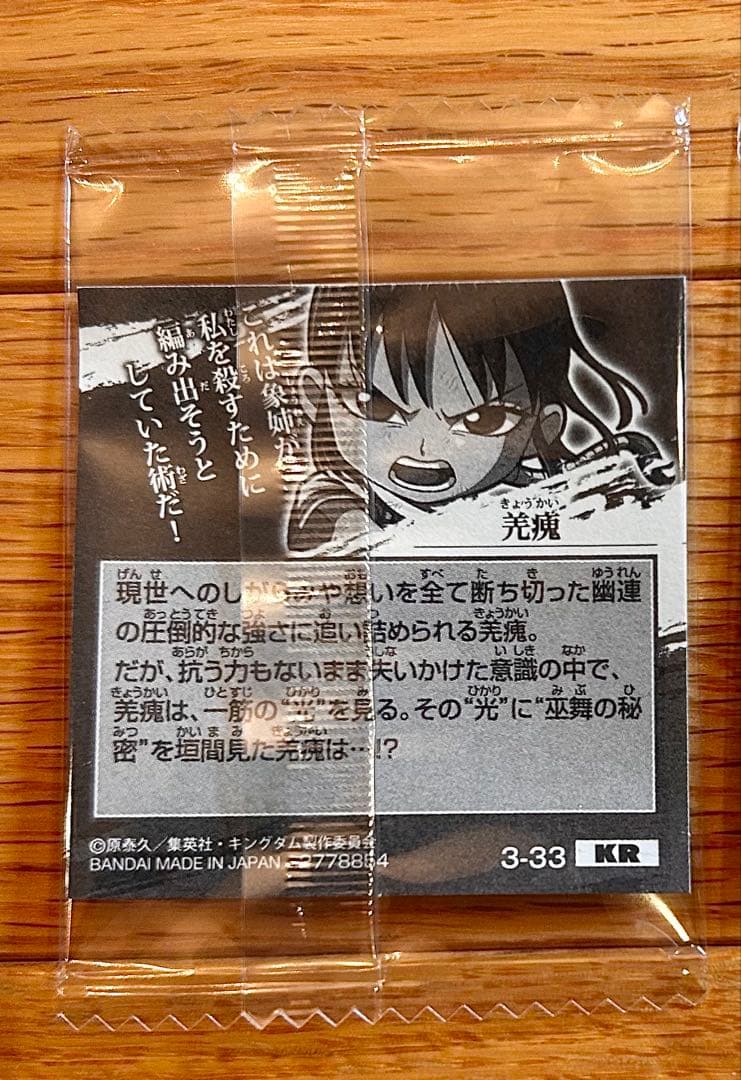 これは象姉が
私を殺すために
編み出そうと
していた術だ！
羌瘣
現世へのしがらみや想いを全て断ち切った幽連
の圧倒的な強さに追い詰められる羌瘣。
だが、抗う力もないまま失いかけた意識の中で、
羌瘣は、一筋の“光”を見る。その“光”に“巫舞の秘
密”を垣間見た羌瘣は…!?
©原泰久／集英社・キングダム製作委員会
BANDAI MADE IN JAPAN 2778854
3-33 KR